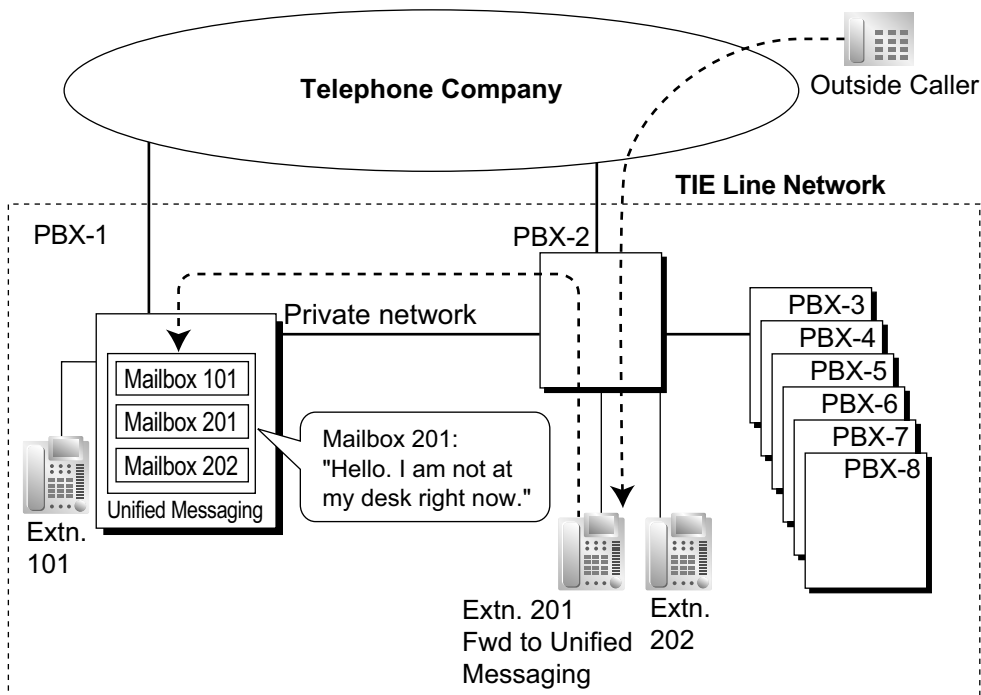 Telephone Company
Outside Caller
TIE Line Network
PBX-1
PBX-2
Private network
PBX-3
PBX-4
PBX-5
PBX-6
PBX-7
PBX-8
Mailbox 101
Mailbox 201
Mailbox 202
Unified Messaging
Mailbox 201:
"Hello. I am not at
my desk right now."
Extn.
101
Extn. 201
Fwd to Unified
Messaging
Extn.
202